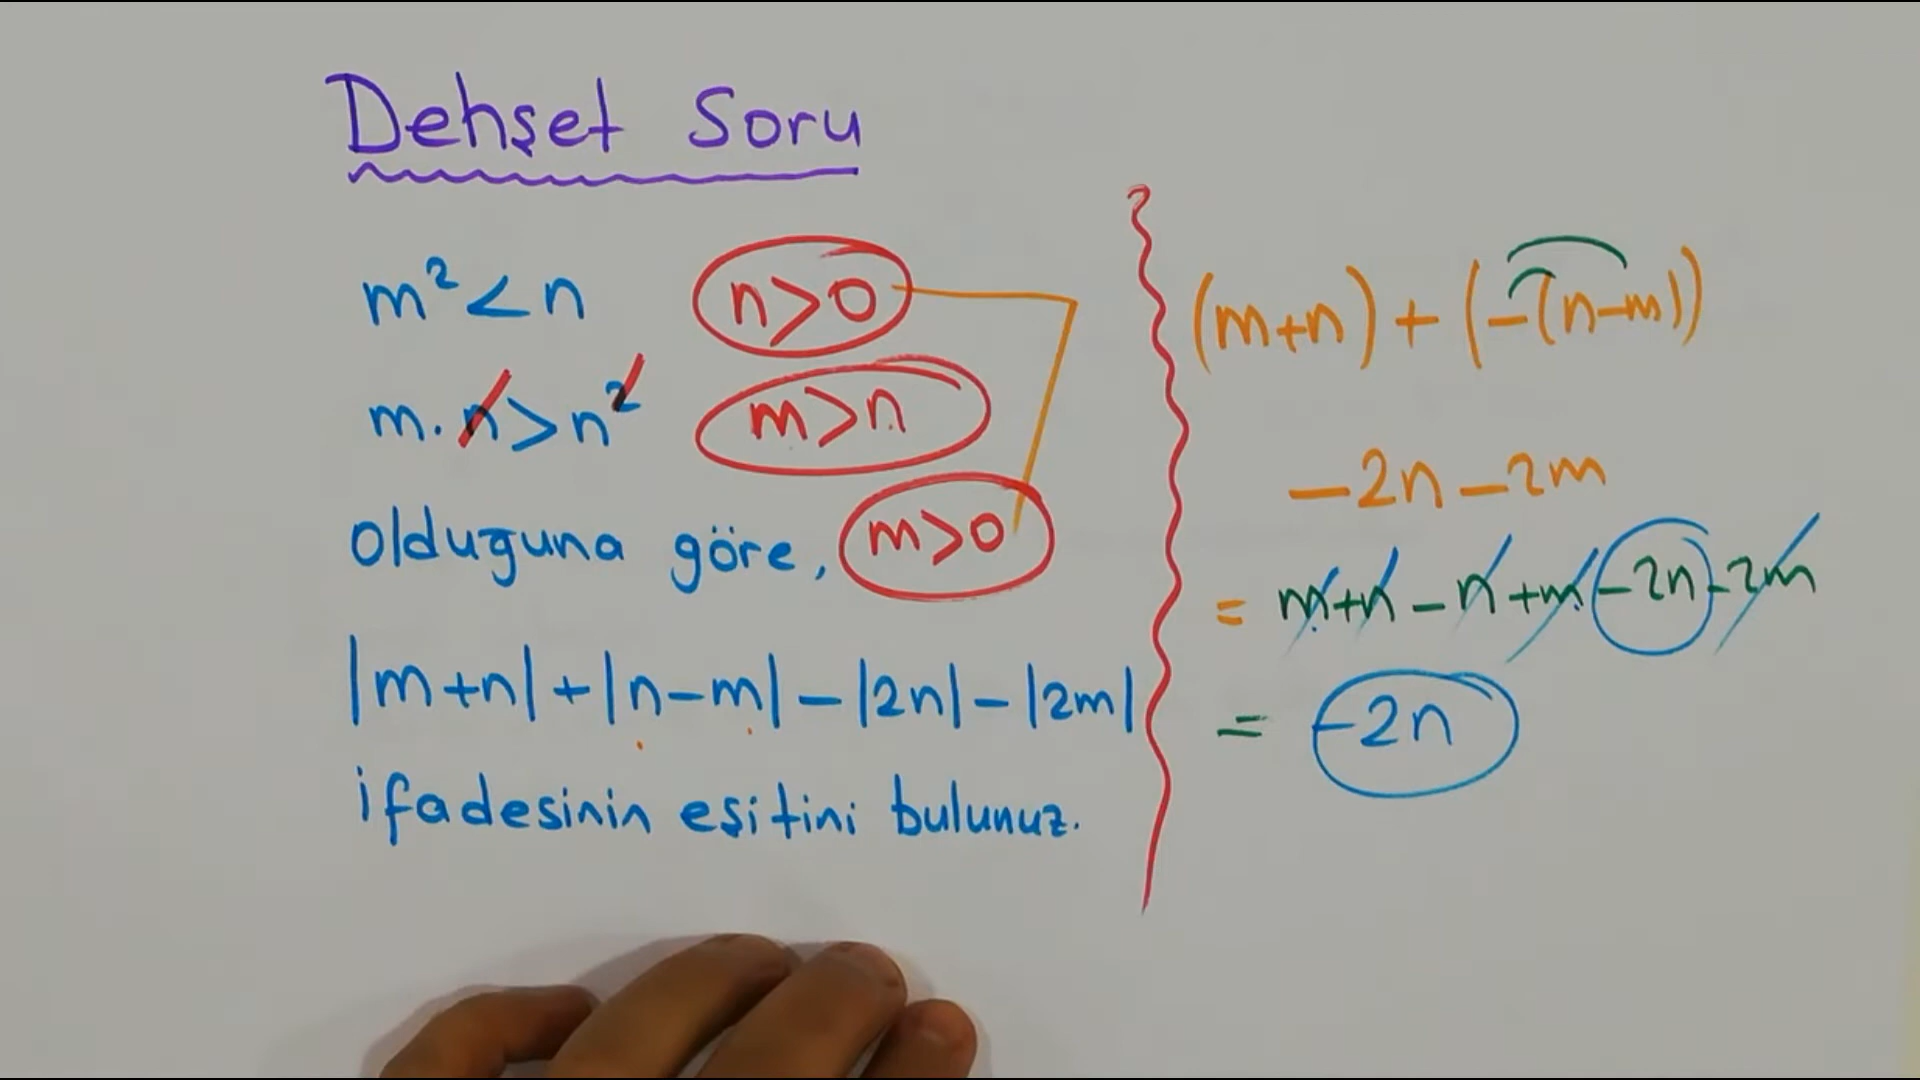 Dehşet Soru
m² < n n>0
m.n > n² m>n
olduğuna göre, m>0
|m+n| + |n-m| - |2n| - |2m|
ifadesinin eşitini bulunuz.
(m+n) + (-(n-m))
-2n-2m
= m+n-n+m-2n-2m
= -2n